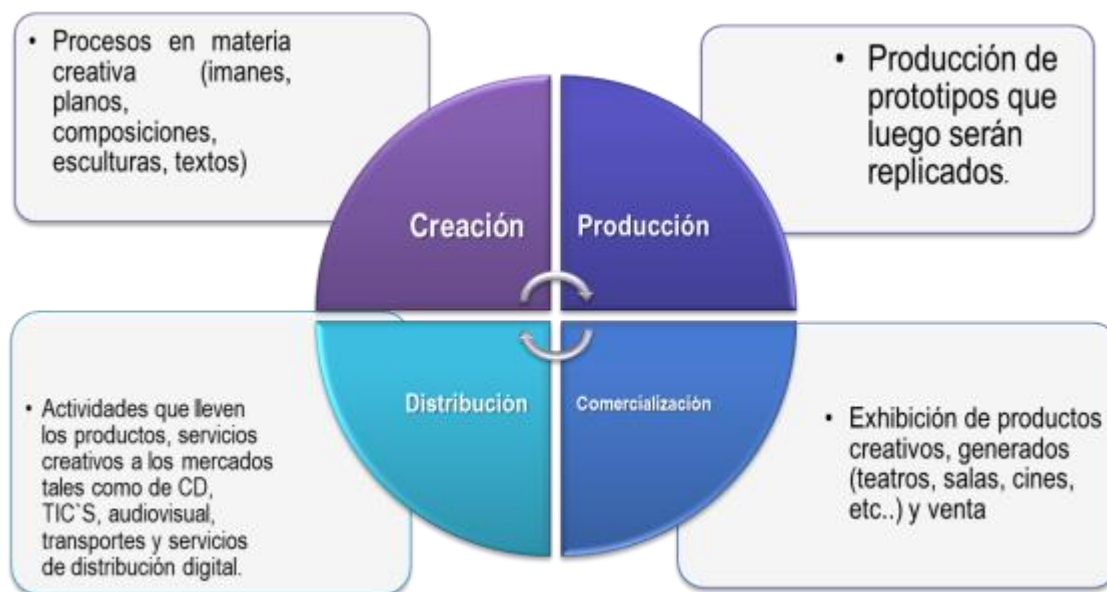 • Procesos en materia
creativa (imanes,
planos,
composiciones,
esculturas, textos)
• Producción de
prototipos que
luego serán
replicados.
Creación
Producción
Distribución
Comercialización
• Actividades que lleven
los productos, servicios
creativos a los mercados
tales como de CD,
TIC`S, audiovisual,
transportes y servicios
de distribución digital.
• Exhibición de productos
creativos, generados
(teatros, salas, cines,
etc..) y venta